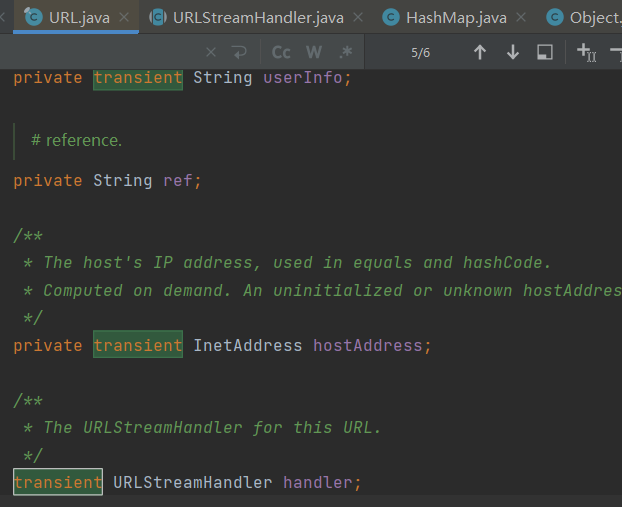 URL.java URLStreamHandler.java HashMap.java Object.
Cc W .* 5/6
private transient String userInfo;
# reference.
private String ref;
/**
* The host's IP address, used in equals and hashCode.
* Computed on demand. An uninitialized or unknown hostAddres
*/
private transient InetAddress hostAddress;
/**
* The URLStreamHandler for this URL.
*/
transient URLStreamHandler handler;